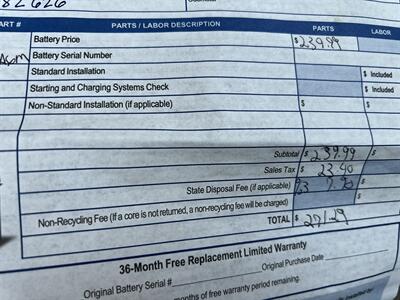 ART # PARTS / LABOR DESCRIPTION PARTS LABOR
Battery Price $239.99
Battery Serial Number
Standard Installation $ Included
Starting and Charging Systems Check $ Included
Non-Standard Installation (if applicable) $ $
Subtotal $239.99 $
Sales Tax $ 23.40
State Disposal Fee (if applicable) $
Non-Recycling Fee (If a core is not returned, a non-recycling fee will be charged) $
TOTAL $ 271.29
36-Month Free Replacement Limited Warranty
Original Battery Serial # Original Purchase Date
months of free warranty period remaining.